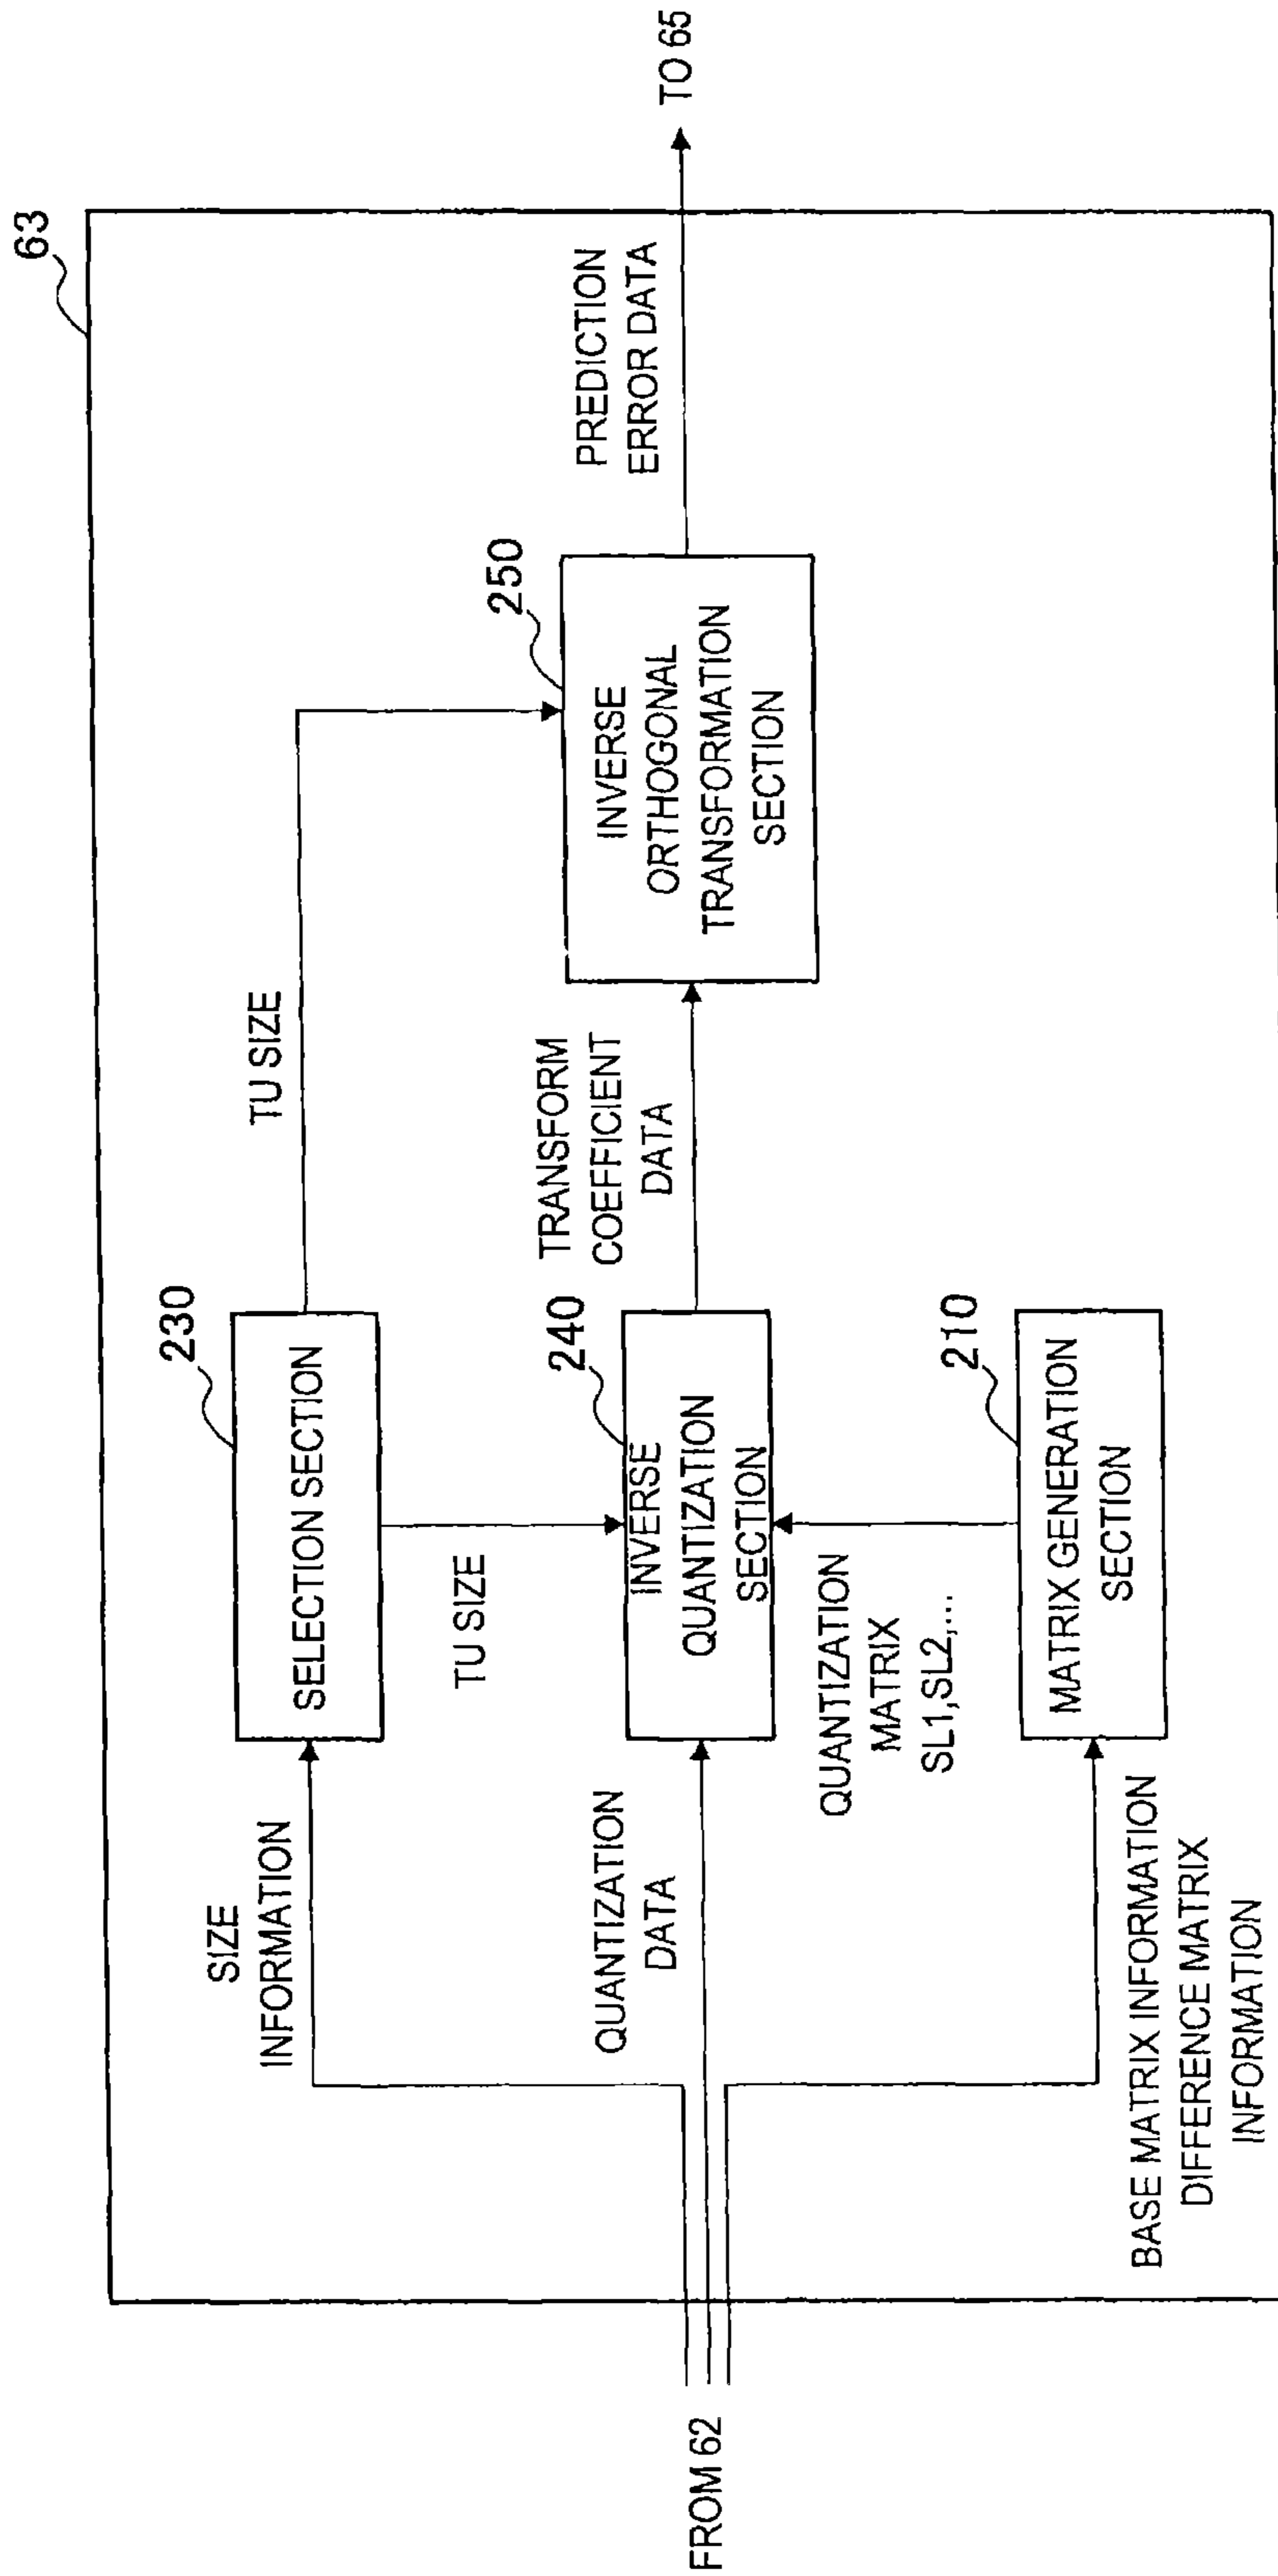 63
FROM 62
SIZE
INFORMATION
230
SELECTION SECTION
TU SIZE
TU SIZE
QUANTIZATION
DATA
240
INVERSE
QUANTIZATION
SECTION
TRANSFORM
COEFFICIENT
DATA
250
INVERSE
ORTHOGONAL
TRANSFORMATION
SECTION
PREDICTION
ERROR DATA
TO 65
QUANTIZATION
MATRIX
SL1,SL2,...
210
MATRIX GENERATION
SECTION
BASE MATRIX INFORMATION
DIFFERENCE MATRIX
INFORMATION